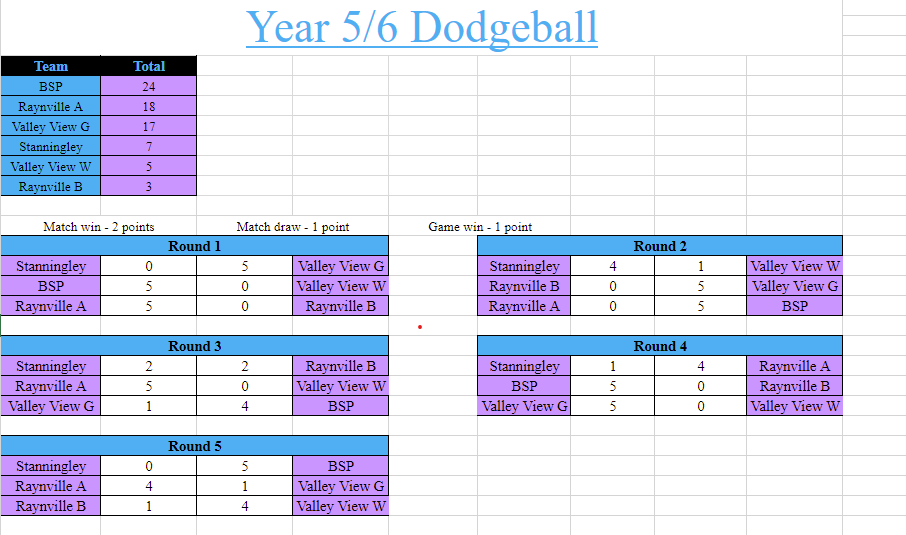 Year 5/6 Dodgeball
Team Total
BSP 24
Raynville A 18
Valley View G 17
Stanningley 7
Valley View W 5
Raynville B 3
Match win - 2 points Match draw - 1 point Game win - 1 point
Round 1 Round 2
Stanningley 0 5 Valley View G Stanningley 4 1 Valley View W
BSP 5 0 Valley View W Raynville B 0 5 Valley View G
Raynville A 5 0 Raynville B Raynville A 0 5 BSP
Round 3 Round 4
Stanningley 2 2 Raynville B Stanningley 1 4 Raynville A
Raynville A 5 0 Valley View W BSP 5 0 Raynville B
Valley View G 1 4 BSP Valley View G 5 0 Valley View W
Round 5
Stanningley 0 5 BSP
Raynville A 4 1 Valley View G
Raynville B 1 4 Valley View W